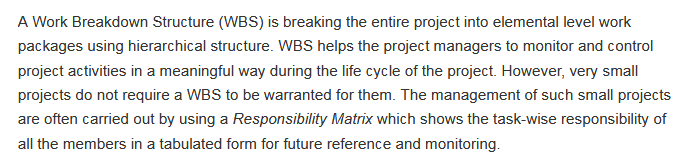 A Work Breakdown Structure (WBS) is breaking the entire project into elemental level work
packages using hierarchical structure. WBS helps the project managers to monitor and control
project activities in a meaningful way during the life cycle of the project. However, very small
projects do not require a WBS to be warranted for them. The management of such small projects
are often carried out by using a Responsibility Matrix which shows the task-wise responsibility of
all the members in a tabulated form for future reference and monitoring.